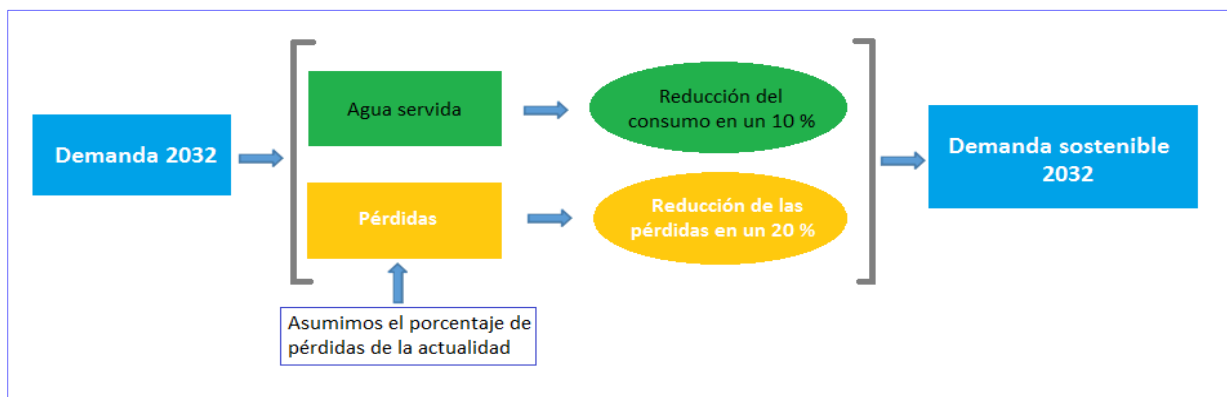 Demanda 2032
Agua servida
Reducción del
consumo en un 10 %
Pérdidas
Reducción de las
pérdidas en un 20 %
Demanda sostenible
2032
Asumimos el porcentaje de
pérdidas de la actualidad